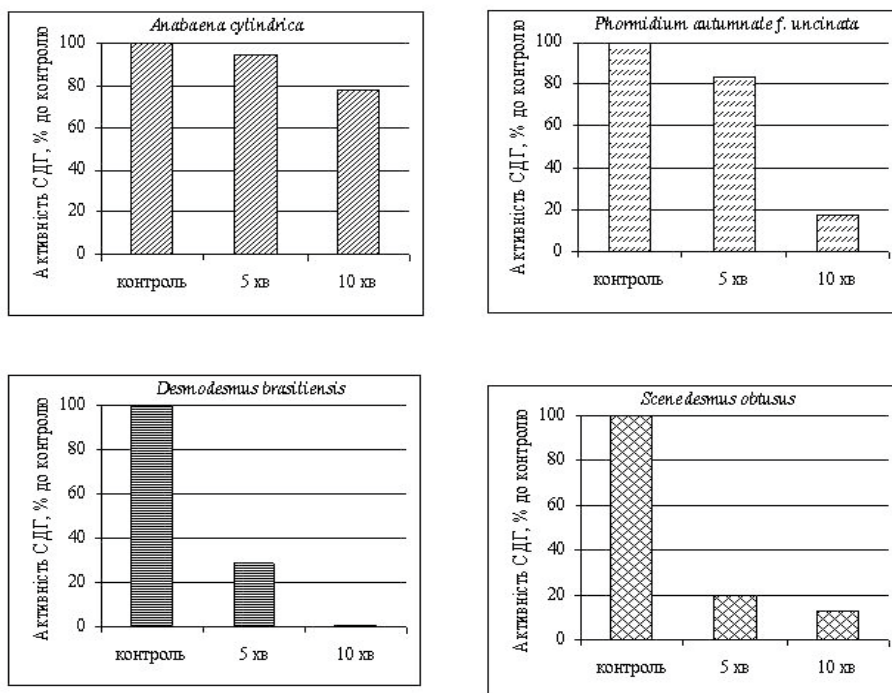 Anabaena cylindrica
Активність СДГ, % до контролю
100
80
60
40
20
0
контроль 5 хв 10 хв
Phormidium autumnale f. uncinata
Активність СДГ, % до контролю
100
80
60
40
20
0
контроль 5 хв 10 хв
Desmodesmus brasitiensis
Активність СДГ, % до контролю
100
80
60
40
20
0
контроль 5 хв 10 хв
Scenedesmus obtusus
Активність СДГ, % до контролю
100
80
60
40
20
0
контроль 5 хв 10 хв